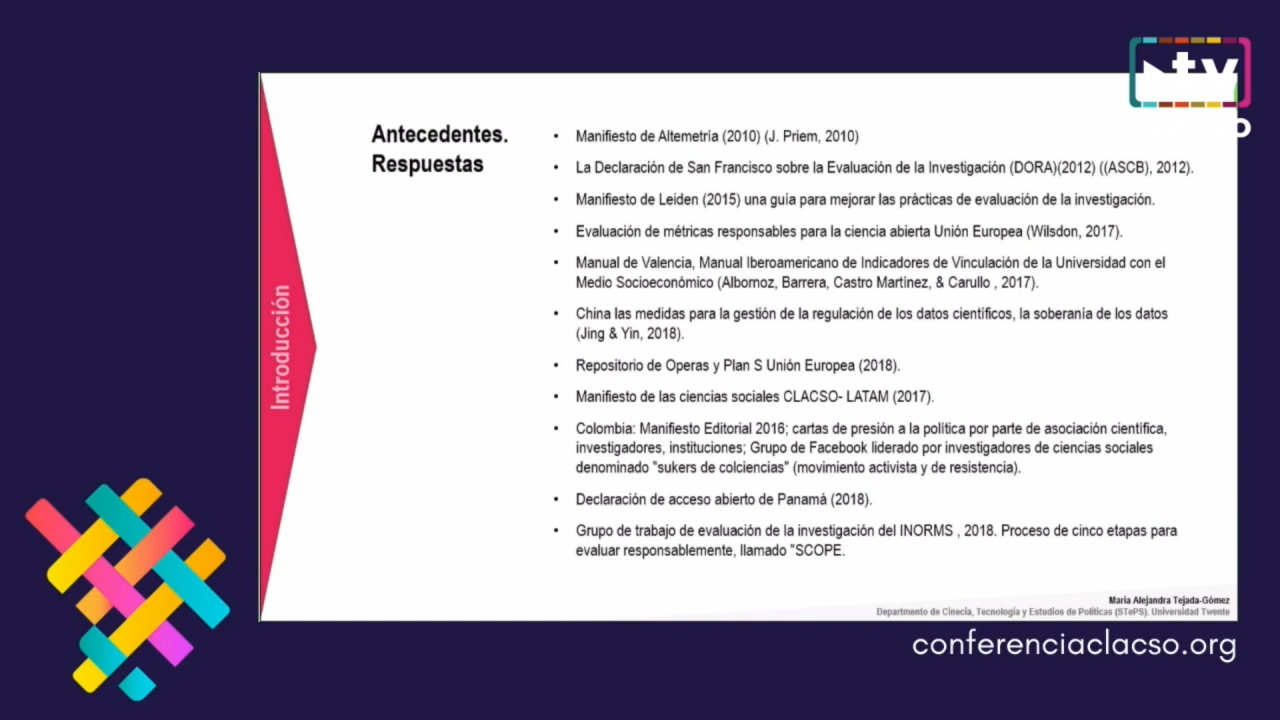 tv
Antecedentes.
Respuestas
• Manifiesto de Altemetría (2010) (J. Priem, 2010)
• La Declaración de San Francisco sobre la Evaluación de la Investigación (DORA)(2012) ((ASCB), 2012).
• Manifiesto de Leiden (2015) una guía para mejorar las prácticas de evaluación de la investigación.
• Evaluación de métricas responsables para la ciencia abierta Unión Europea (Wilsdon, 2017).
• Manual de Valencia, Manual Iberoamericano de Indicadores de Vinculación de la Universidad con el
Medio Socioeconómico (Albornoz, Barrera, Castro Martínez, & Carullo , 2017).
• China las medidas para la gestión de la regulación de los datos científicos, la soberanía de los datos
(Jing & Yin, 2018).
• Repositorio de Operas y Plan S Unión Europea (2018).
• Manifiesto de las ciencias sociales CLACSO- LATAM (2017).
• Colombia: Manifiesto Editorial 2016; cartas de presión a la política por parte de asociación científica,
investigadores, instituciones; Grupo de Facebook liderado por investigadores de ciencias sociales
denominado "sukers de colciencias" (movimiento activista y de resistencia).
• Declaración de acceso abierto de Panamá (2018).
• Grupo de trabajo de evaluación de la investigación del INORMS , 2018. Proceso de cinco etapas para
evaluar responsablemente, llamado "SCOPE.
Introducción
María Alejandra Tejada-Gómez
Departmento de Cinecia, Tecnología y Estudios de Políticas (STePS). Universidad Twente
conferenciaclacso.org